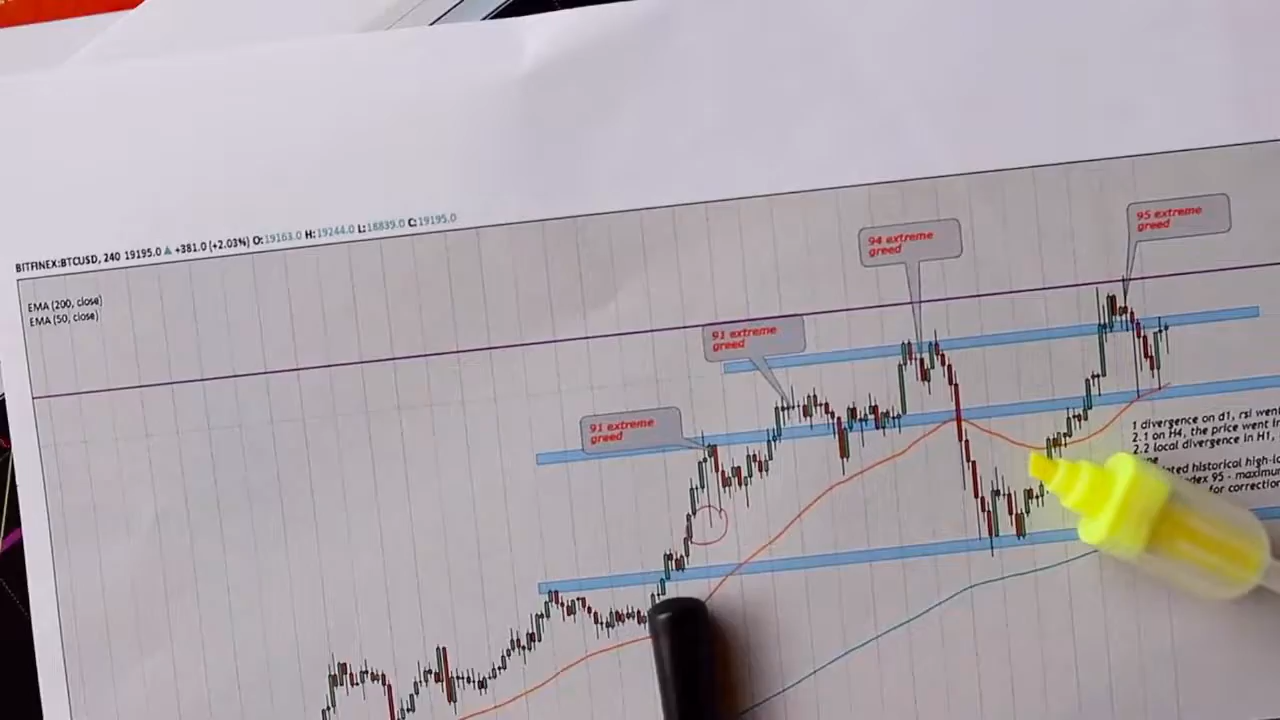 BITFINEX:BTCUSD, 240 19195.0 ▲ +381.0 (+2.03%) O:19163.0 H:19244.0 L:18839.0 C:19195.0
EMA (200, close)
EMA (50, close)
95 extreme
greed
94 extreme
greed
91 extreme
greed
91 extreme
greed
1 divergence on d1, rsi went
2.1 on H4, the price went
2.2 local divergence in H1,
historical high
95 - maximum
for correction